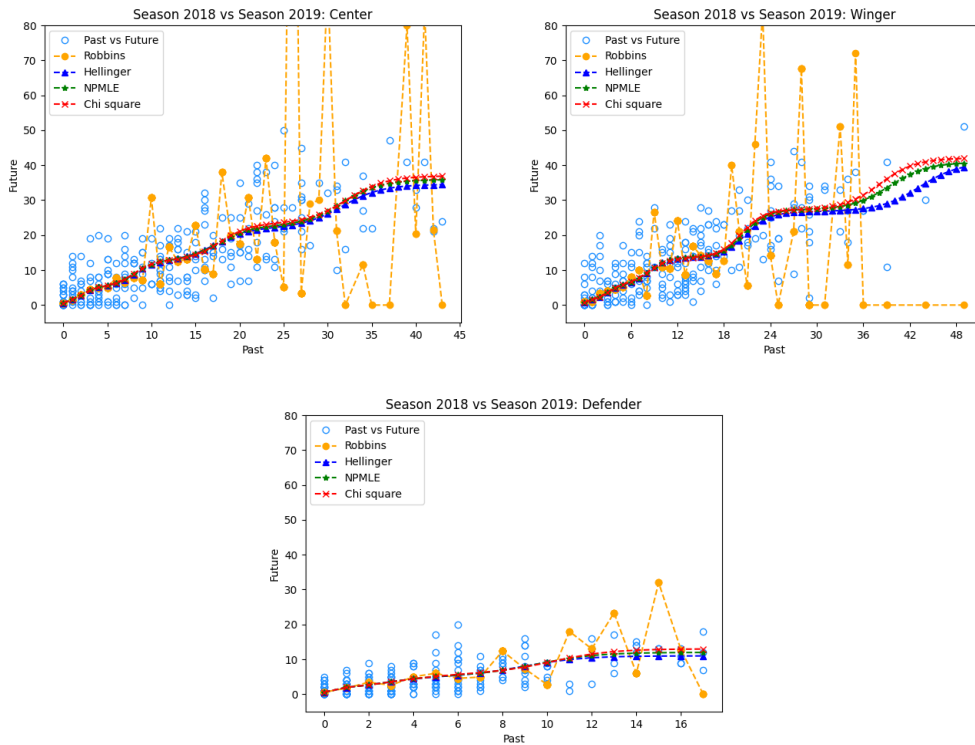 Season 2018 vs Season 2019: Center
80
70
60
50
40
30
20
10
0
Future
Past vs Future
Robbins
Hellinger
NPMLE
Chi square
0 5 10 15 20 25 30 35 40 45
Past
Season 2018 vs Season 2019: Winger
80
70
60
50
40
30
20
10
0
Future
Past vs Future
Robbins
Hellinger
NPMLE
Chi square
0 6 12 18 24 30 36 42 48
Past
Season 2018 vs Season 2019: Defender
80
70
60
50
40
30
20
10
0
Future
Past vs Future
Robbins
Hellinger
NPMLE
Chi square
0 2 4 6 8 10 12 14 16
Past